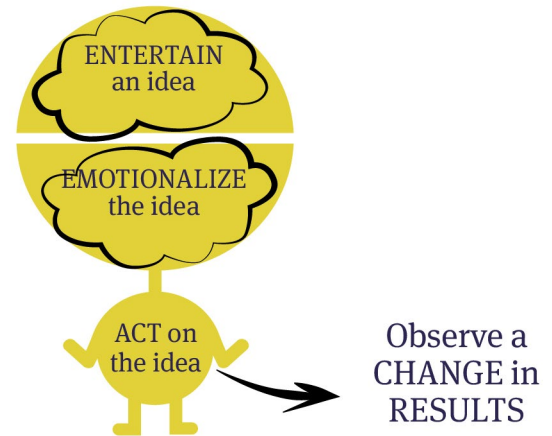 ENTERTAIN
an idea
EMOTIONALIZE
the idea
ACT on
the idea
Observe a
CHANGE in
RESULTS